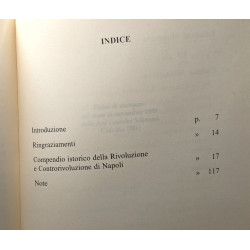 INDICE
Introduzione p. 7
Ringraziamenti » 14
Compendio istorico della Rivoluzione » 17
e Controrivoluzione di Napoli
Note » 117